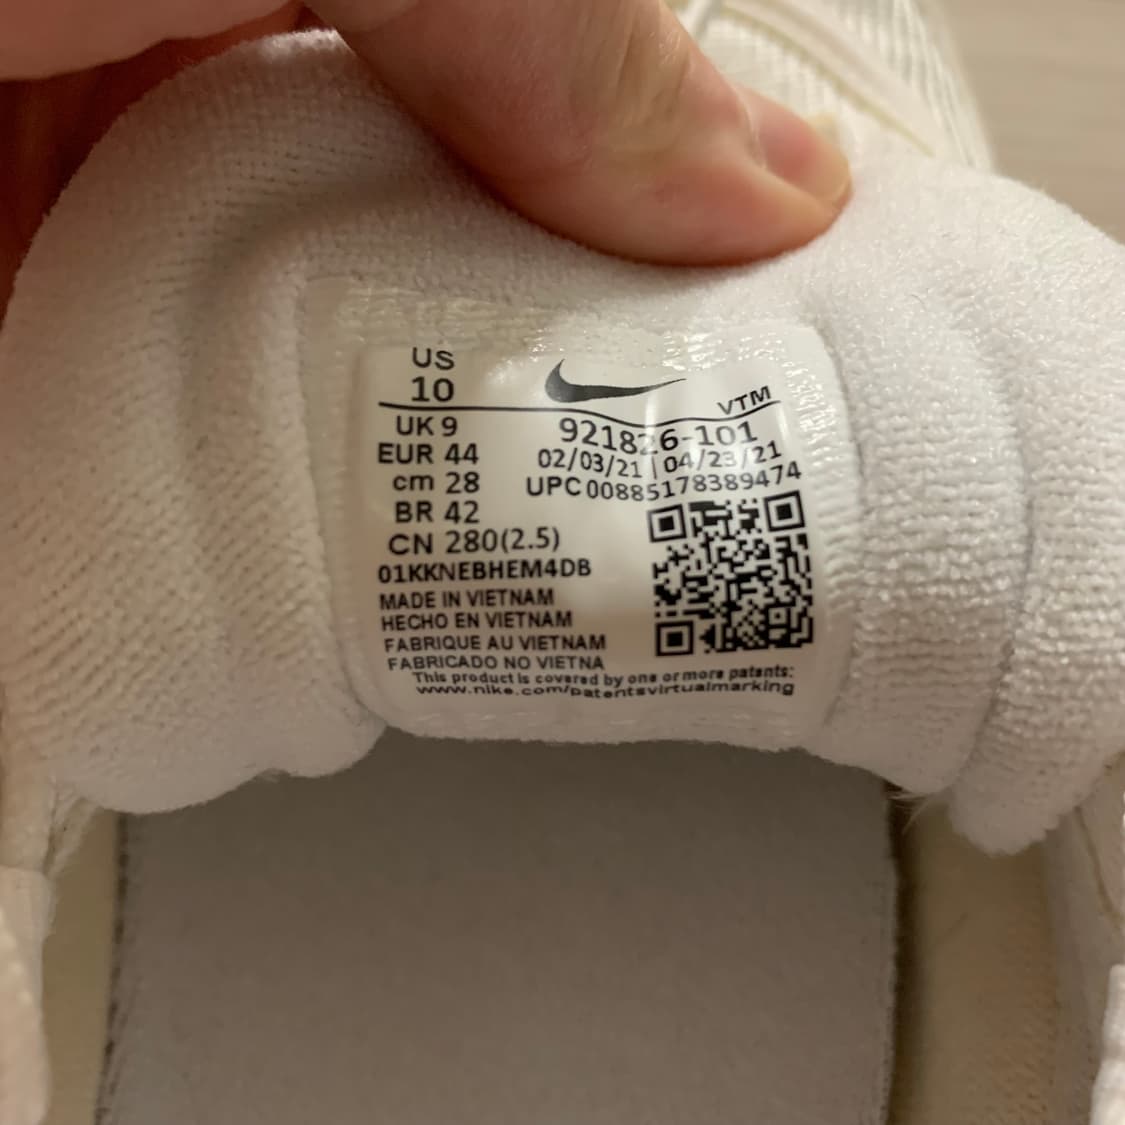 US
10
VTM
UK 9
921826-101
EUR 44
02/03/21 | 04/23/21
cm 28
UPC00885178389474
BR 42
CN 280(2.5)
01KKNEBHEM4DB
MADE IN VIETNAM
HECHO EN VIETNAM
FABRIQUE AU VIETNAM
FABRICADO NO VIETNA
This product is covered by one or more patents:
www.nike.com/patentsvirtualmarking